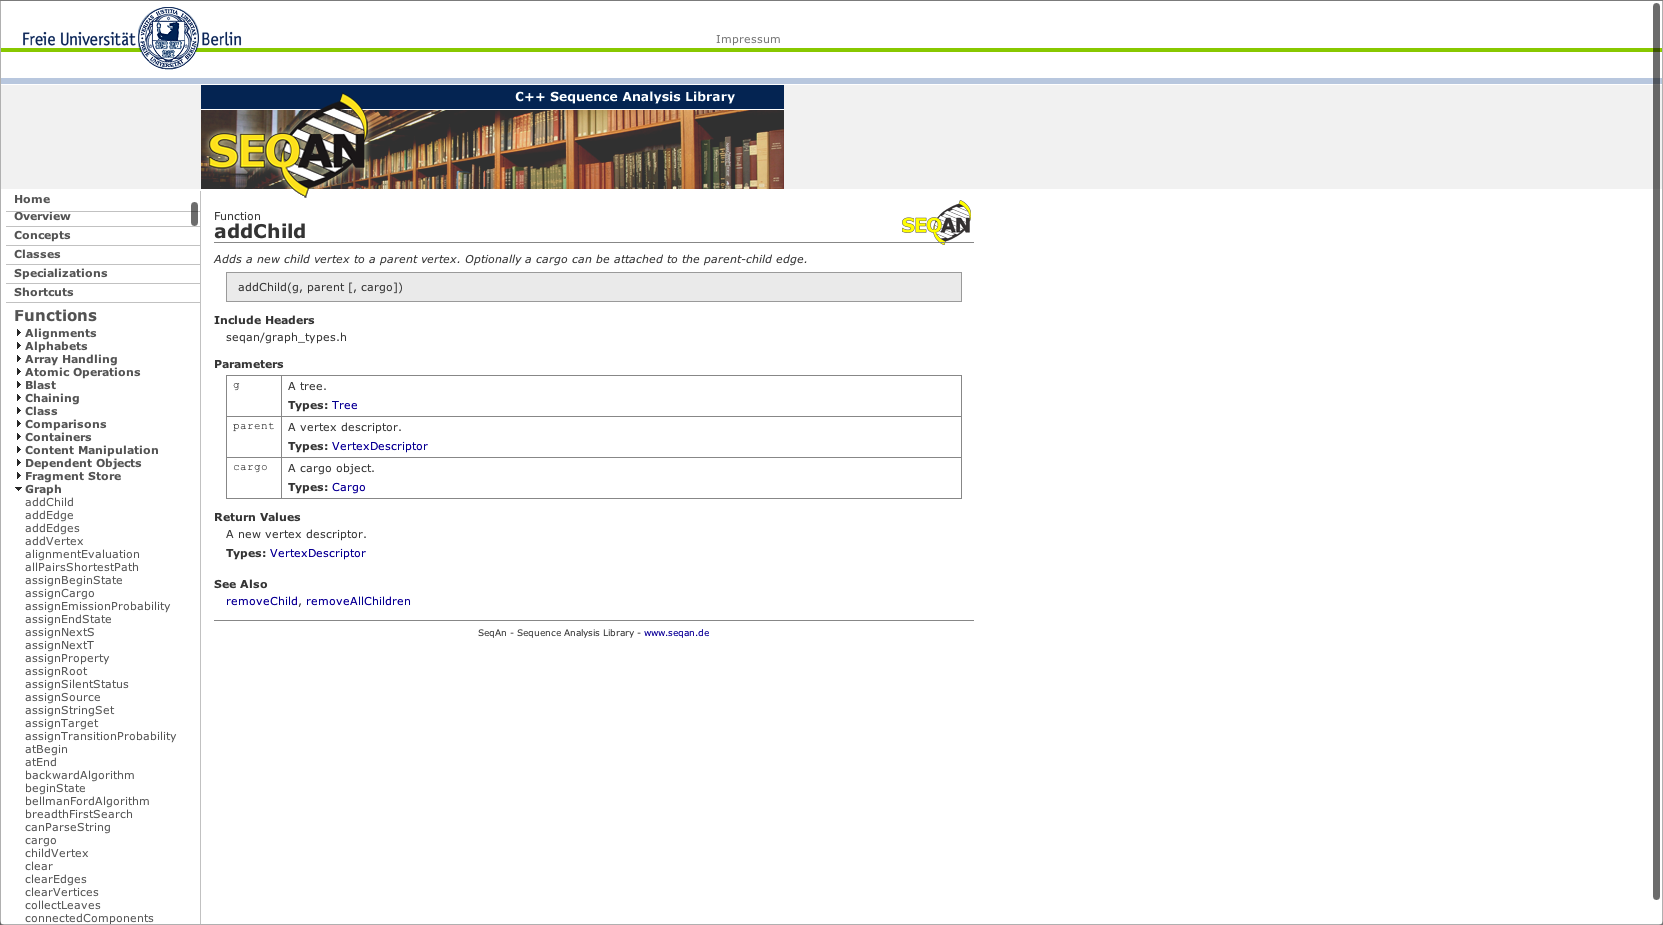 Freie Universität Berlin
Impressum
C++ Sequence Analysis Library
SEQAN
Home
Overview
Concepts
Classes
Specializations
Shortcuts
Functions
Alignments
Alphabets
Array Handling
Atomic Operations
Blast
Chaining
Class
Comparisons
Containers
Content Manipulation
Dependent Objects
Fragment Store
Graph
addChild
addEdge
addEdges
addVertex
alignmentEvaluation
allPairsShortestPath
assignBeginState
assignCargo
assignEmissionProbability
assignEndState
assignNextS
assignNextT
assignProperty
assignRoot
assignSilentStatus
assignSource
assignStringSet
assignTarget
assignTransitionProbability
atBegin
atEnd
backwardAlgorithm
beginState
bellmanFordAlgorithm
breadthFirstSearch
canParseString
cargo
childVertex
clear
clearEdges
clearVertices
collectLeaves
connectedComponents
Function
addChild
SEQAN
Adds a new child vertex to a parent vertex. Optionally a cargo can be attached to the parent-child edge.
addChild(g, parent [, cargo])
Include Headers
seqan/graph_types.h
Parameters
g
A tree.
Types: Tree
parent
A vertex descriptor.
Types: VertexDescriptor
cargo
A cargo object.
Types: Cargo
Return Values
A new vertex descriptor.
Types: VertexDescriptor
See Also
removeChild, removeAllChildren
SeqAn - Sequence Analysis Library - www.seqan.de